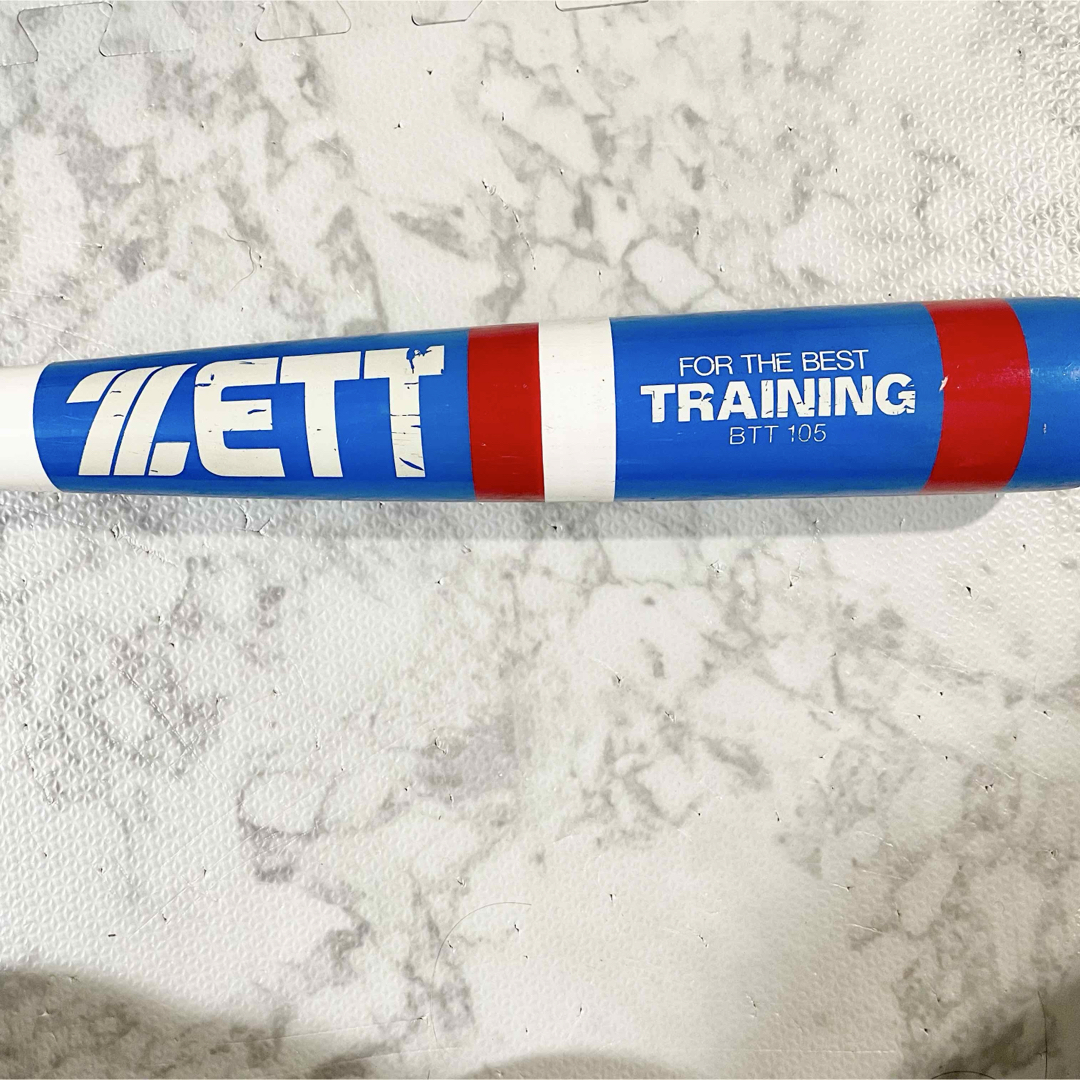 ZETT
FOR THE BEST
TRAINING
BTT 105